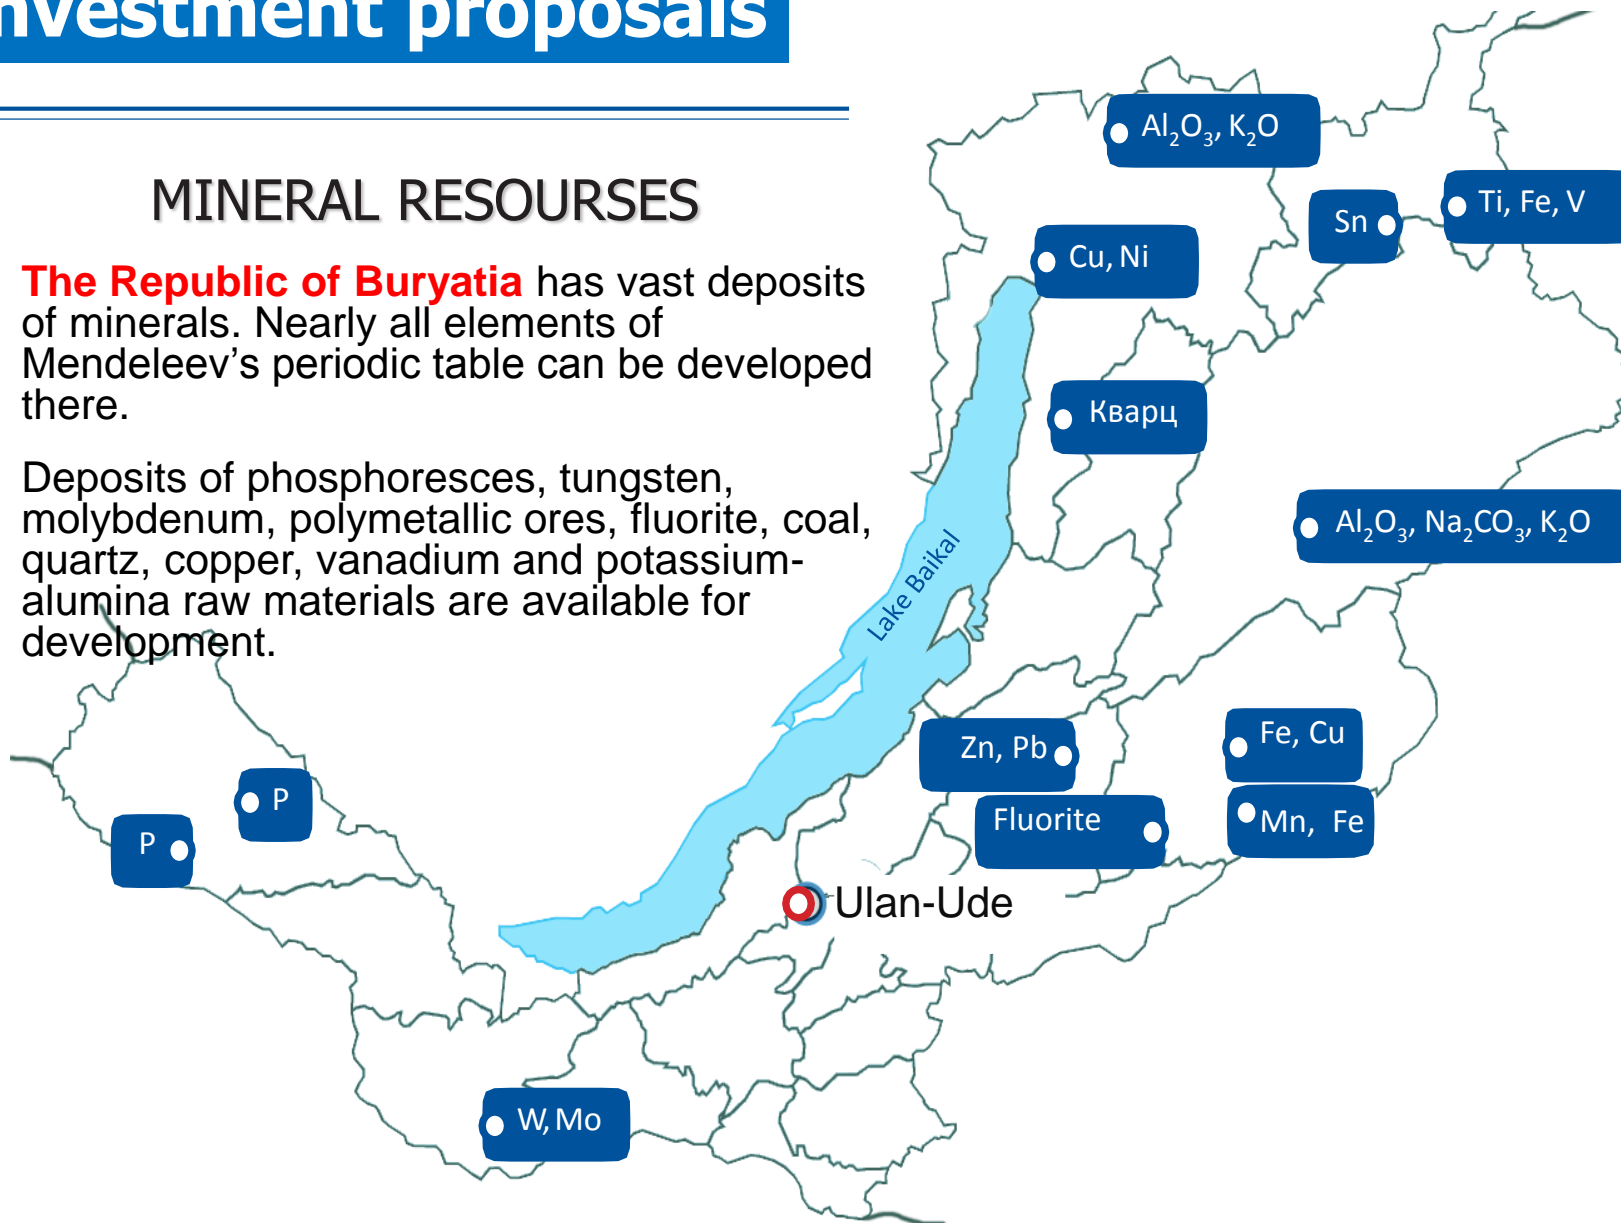 nvestment proposals
MINERAL RESOURSES
The Republic of Buryatia has vast deposits
of minerals. Nearly all elements of
Mendeleev’s periodic table can be developed
there.
Deposits of phosphoresces, tungsten,
molybdenum, polymetallic ores, fluorite, coal,
quartz, copper, vanadium and potassium-
alumina raw materials are available for
development.
Al₂O₃, K₂O
Ti, Fe, V
Sn
Cu, Ni
Кварц
Al₂O₃, Na₂CO₃, K₂O
Lake Baikal
Zn, Pb
Fe, Cu
Fluorite
Mn, Fe
P
P
Ulan-Ude
W, Mo